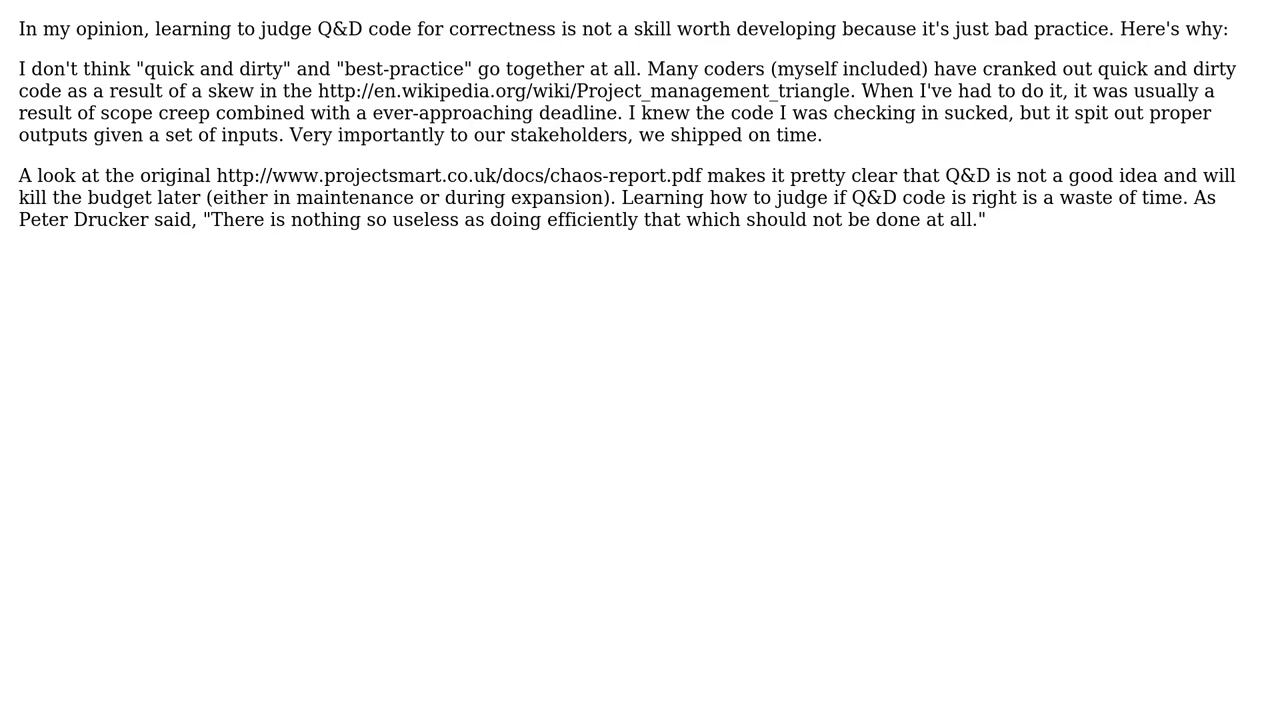 In my opinion, learning to judge Q&D code for correctness is not a skill worth developing because it's just bad practice. Here's why:
I don't think "quick and dirty" and "best-practice" go together at all. Many coders (myself included) have cranked out quick and dirty
code as a result of a skew in the http://en.wikipedia.org/wiki/Project_management_triangle. When I've had to do it, it was usually a
result of scope creep combined with a ever-approaching deadline. I knew the code I was checking in sucked, but it spit out proper
outputs given a set of inputs. Very importantly to our stakeholders, we shipped on time.
A look at the original http://www.projectsmart.co.uk/docs/chaos-report.pdf makes it pretty clear that Q&D is not a good idea and will
kill the budget later (either in maintenance or during expansion). Learning how to judge if Q&D code is right is a waste of time. As
Peter Drucker said, "There is nothing so useless as doing efficiently that which should not be done at all."